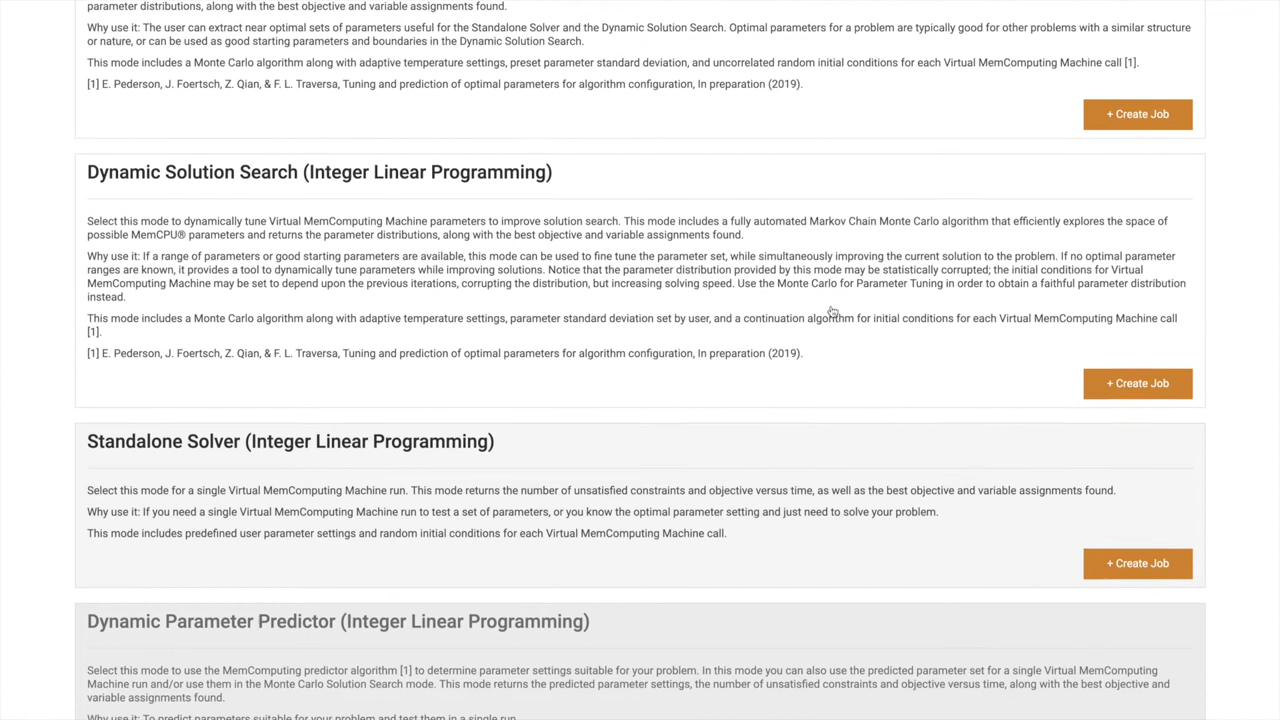 parameter distributions, along with the best objective and variable assignments found.
Why use it: The user can extract near optimal sets of parameters useful for the Standalone Solver and the Dynamic Solution Search. Optimal parameters for a problem are typically good for other problems with a similar structure
or nature, or can be used as good starting parameters and boundaries in the Dynamic Solution Search.
This mode includes a Monte Carlo algorithm along with adaptive temperature settings, preset parameter standard deviation, and uncorrelated random initial conditions for each Virtual MemComputing Machine call [1].
[1] E. Pederson, J. Foertsch, Z. Qian, & F. L. Traversa, Tuning and prediction of optimal parameters for algorithm configuration, In preparation (2019).
+ Create Job
Dynamic Solution Search (Integer Linear Programming)
Select this mode to dynamically tune Virtual MemComputing Machine parameters to improve solution search. This mode includes a fully automated Markov Chain Monte Carlo algorithm that efficiently explores the space of
possible MemCPU® parameters and returns the parameter distributions, along with the best objective and variable assignments found.
Why use it: If a range of parameters or good starting parameters are available, this mode can be used to fine tune the parameter set, while simultaneously improving the current solution to the problem. If no optimal parameter
ranges are known, it provides a tool to dynamically tune parameters while improving solutions. Notice that the parameter distribution provided by this mode may be statistically corrupted; the initial conditions for Virtual
MemComputing Machine may be set to depend upon the previous iterations, corrupting the distribution, but increasing solving speed. Use the Monte Carlo for Parameter Tuning in order to obtain a faithful parameter distribution
instead.
This mode includes a Monte Carlo algorithm along with adaptive temperature settings, parameter standard deviation set by user, and a continuation algorithm for initial conditions for each Virtual MemComputing Machine call
[1].
[1] E. Pederson, J. Foertsch, Z. Qian, & F. L. Traversa, Tuning and prediction of optimal parameters for algorithm configuration, In preparation (2019).
+ Create Job
Standalone Solver (Integer Linear Programming)
Select this mode for a single Virtual MemComputing Machine run. This mode returns the number of unsatisfied constraints and objective versus time, as well as the best objective and variable assignments found.
Why use it: If you need a single Virtual MemComputing Machine run to test a set of parameters, or you know the optimal parameter setting and just need to solve your problem.
This mode includes predefined user parameter settings and random initial conditions for each Virtual MemComputing Machine call.
+ Create Job
Dynamic Parameter Predictor (Integer Linear Programming)
Select this mode to use the MemComputing predictor algorithm [1] to determine parameter settings suitable for your problem. In this mode you can also use the predicted parameter set for a single Virtual MemComputing
Machine run and/or use them in the Monte Carlo Solution Search mode. This mode returns the predicted parameter settings, the number of unsatisfied constraints and objective versus time, along with the best objective and
variable assignments found.
Why use it: To predict parameters suitable for your problem and test them in a single run.